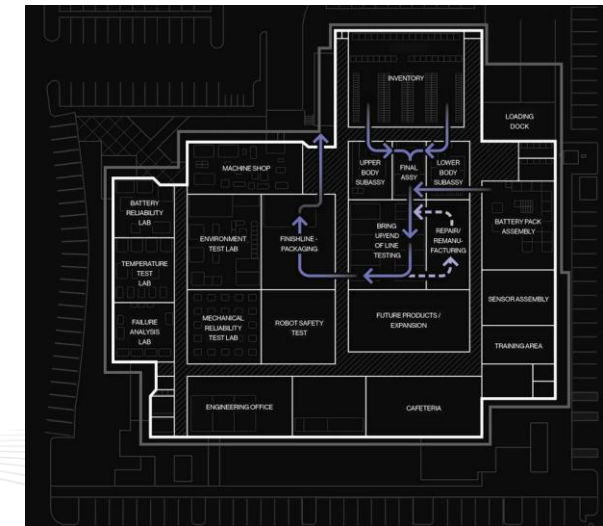 INVENTORY
LOADING
DOCK
UPPER
BODY
SUBASSY
FINAL
ASSY
LOWER
BODY
SUBASSY
MACHINE SHOP
BATTERY
RELIABILITY
LAB
ENVIRONMENT
TEST LAB
FINISHLINE -
PACKAGING
BRING
UP/END
OF LINE
TESTING
REPAIR/
REMANU-
FACTURING
BATTERY PACK
ASSEMBLY
TEMPERATURE
TEST LAB
FAILURE
ANALYSIS
LAB
MECHANICAL
RELIABILITY
TEST LAB
ROBOT SAFETY
TEST
FUTURE PRODUCTS /
EXPANSION
SENSOR ASSEMBLY
TRAINING AREA
ENGINEERING OFFICE
CAFETERIA